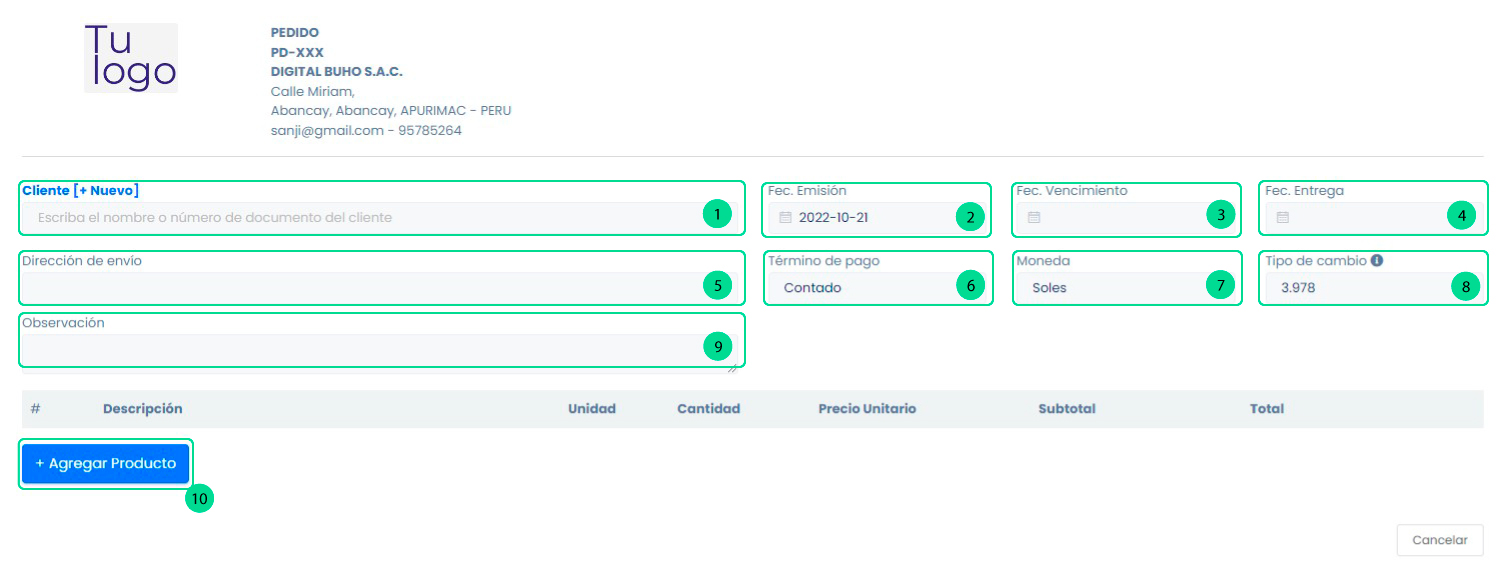 Tu
logo
PEDIDO
PD-XXX
DIGITAL BUHO S.A.C.
Calle Miriam,
Abancay, Abancay, APURIMAC - PERU
sanji@gmail.com - 95785264
Cliente [+ Nuevo]
Escriba el nombre o número de documento del cliente
1
Fec. Emisión
2022-10-21
2
Fec. Vencimiento
3
Fec. Entrega
4
Dirección de envío
5
Término de pago
Contado
6
Moneda
Soles
7
Tipo de cambio
3.978
8
Observación
9
# Descripción Unidad Cantidad Precio Unitario Subtotal Total
+ Agregar Producto
10
Cancelar